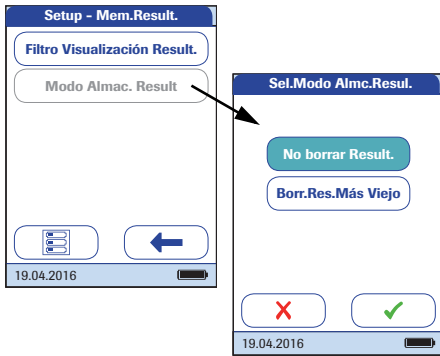 Setup - Mem.Result.
Filtro Visualización Result.
Modo Almac. Result
19.04.2016
Sel.Modo Almc.Resul.
No borrar Result.
Borr.Res.Más Viejo
19.04.2016